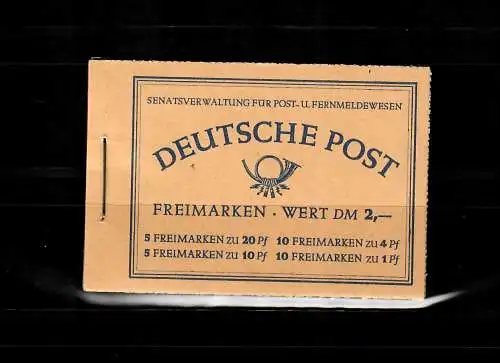 SENATSVERWALTUNG FÜR POST- U. FERNMELDEWESEN
DEUTSCHE POST
FREIMARKEN · WERT DM 2,—
5 FREIMARKEN ZU 20 Pf 10 FREIMARKEN ZU 4 Pf
5 FREIMARKEN ZU 10 Pf 10 FREIMARKEN ZU 1 Pf